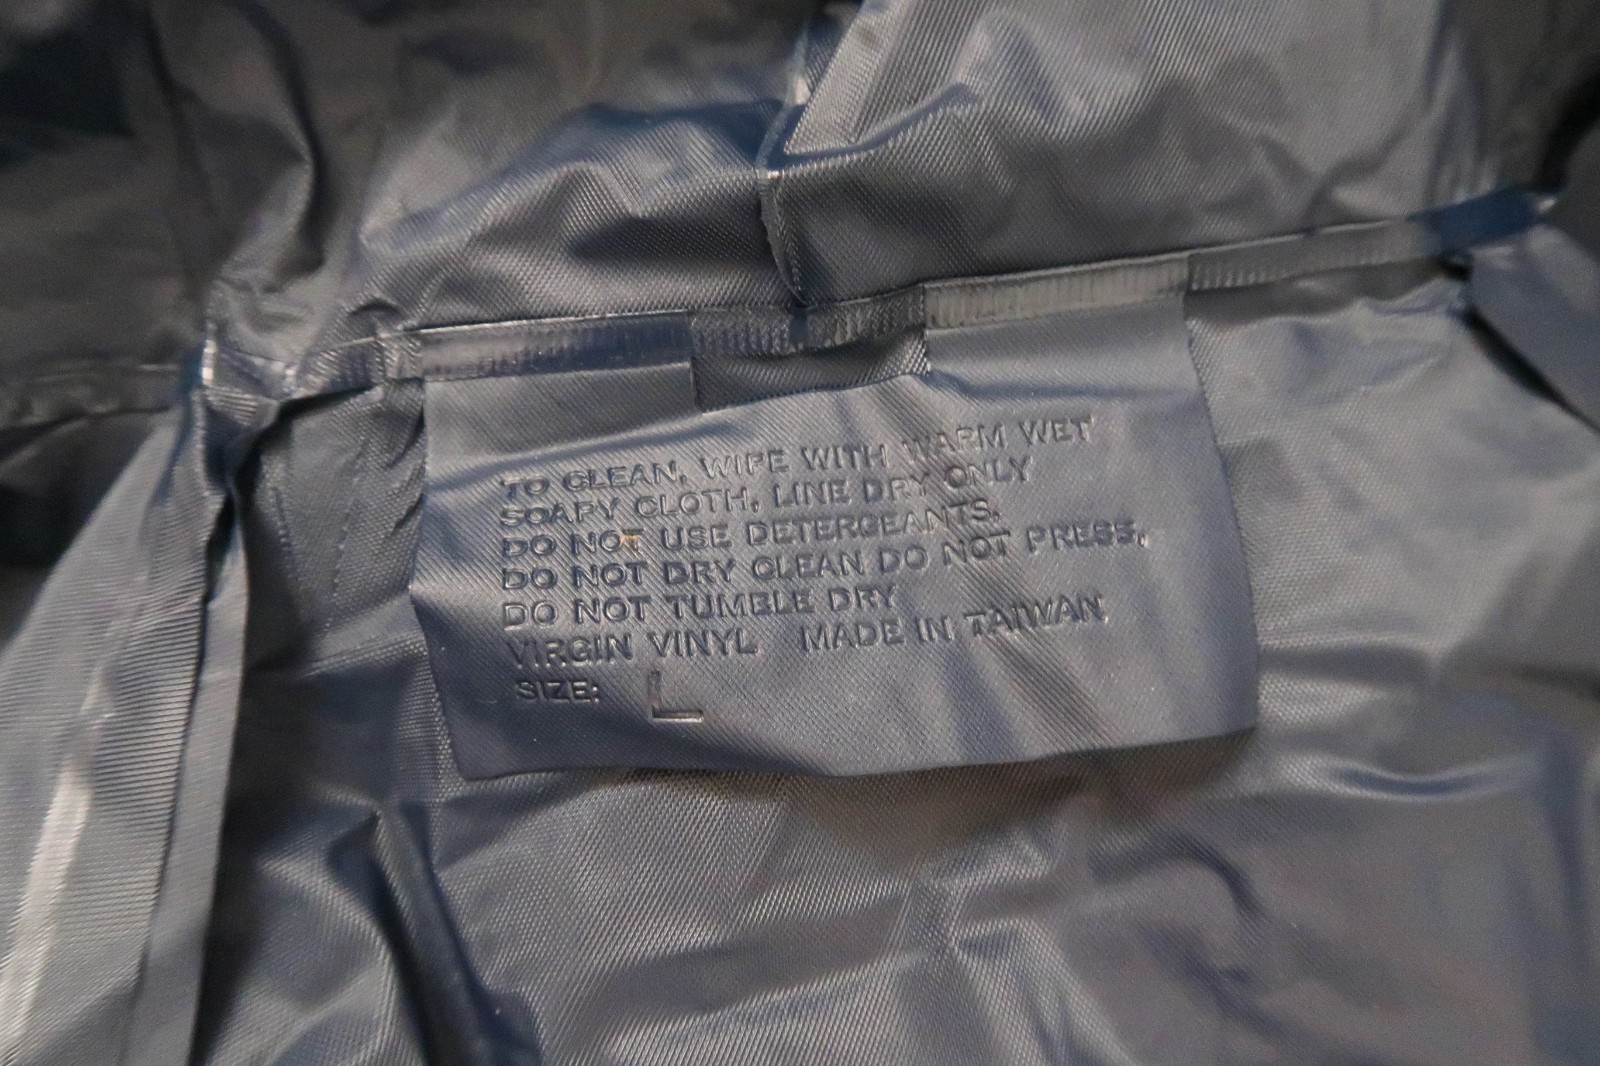 TO CLEAN, WIPE WITH WARM WET
SOAPY CLOTH, LINE DRY ONLY
DO NOT USE DETERGEANTS.
DO NOT DRY CLEAN DO NOT PRESS,
DO NOT TUMBLE DRY
VIRGIN VINYL MADE IN TAIWAN
SIZE: L